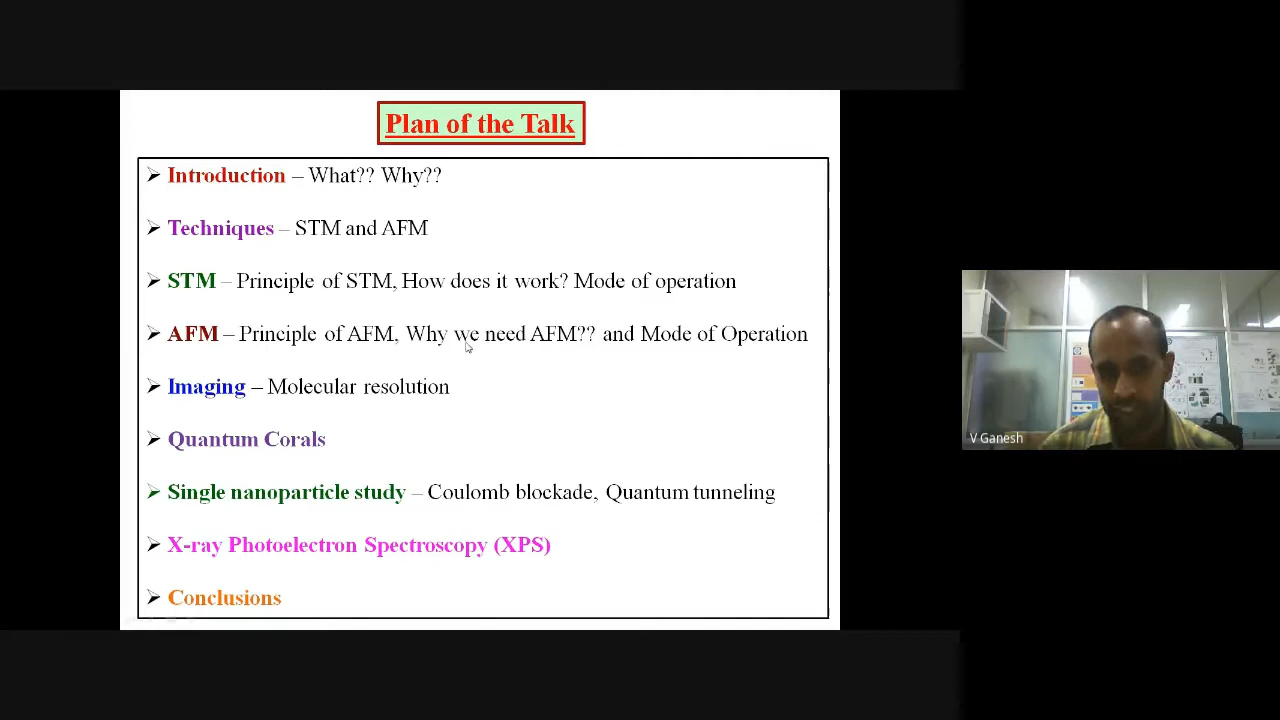 Plan of the Talk
➢ Introduction – What?? Why??
➢ Techniques – STM and AFM
➢ STM – Principle of STM, How does it work? Mode of operation
➢ AFM – Principle of AFM, Why we need AFM?? and Mode of Operation
➢ Imaging – Molecular resolution
➢ Quantum Corals
➢ Single nanoparticle study – Coulomb blockade, Quantum tunneling
➢ X-ray Photoelectron Spectroscopy (XPS)
➢ Conclusions
V Ganesh